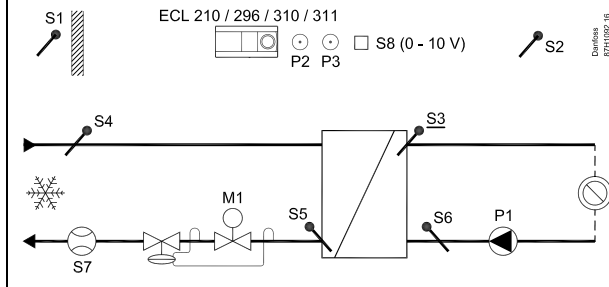 S1
ECL 210 / 296 / 310 / 311
P2
P3
S8 (0 - 10 V)
S2
Danfoss
87H1092.16
S4
S3
M1
S5
S6
P1
S7